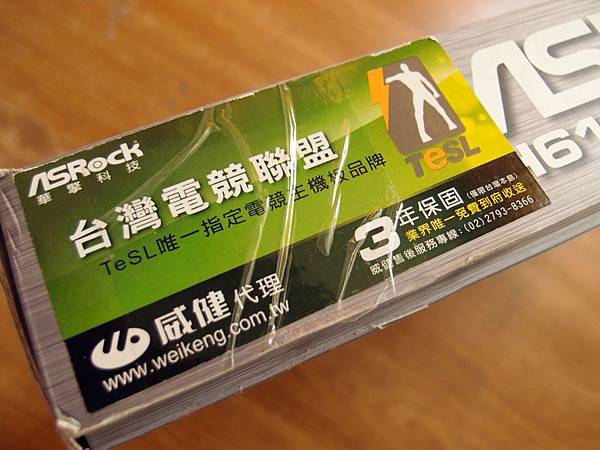 ASRock
華擎科技
台灣電競聯盟
TeSL唯一指定電競主機板品牌
TeSL
威健代理
www.weikeng.com.tw
3年保固(僅限台灣本島)
業界唯一免費到府收送
威健售後服務專線:(02)2793-8366
AS
H61